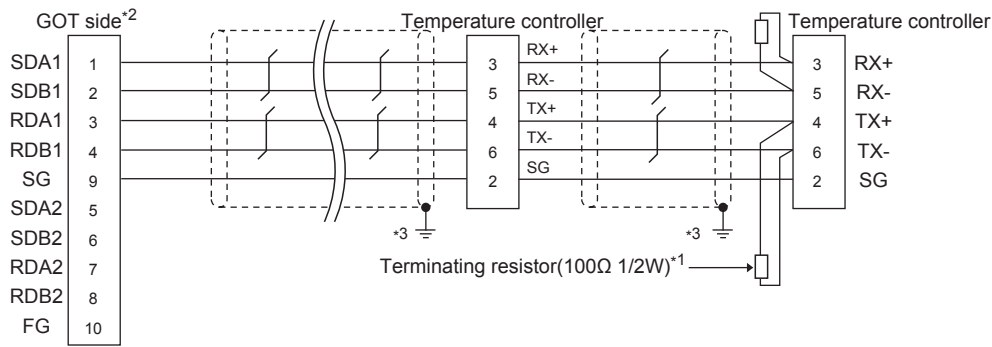 GOT side*2 Temperature controller Temperature controller
SDA1 1 3 RX+ 3 RX+
SDB1 2 5 RX- 5 RX-
RDA1 3 4 TX+ 4 TX+
RDB1 4 6 TX- 6 TX-
SG 9 2 SG 2 SG
SDA2 5
SDB2 6 *3 *3
RDA2 7 Terminating resistor(100Ω 1/2W)*1
RDB2 8
FG 10